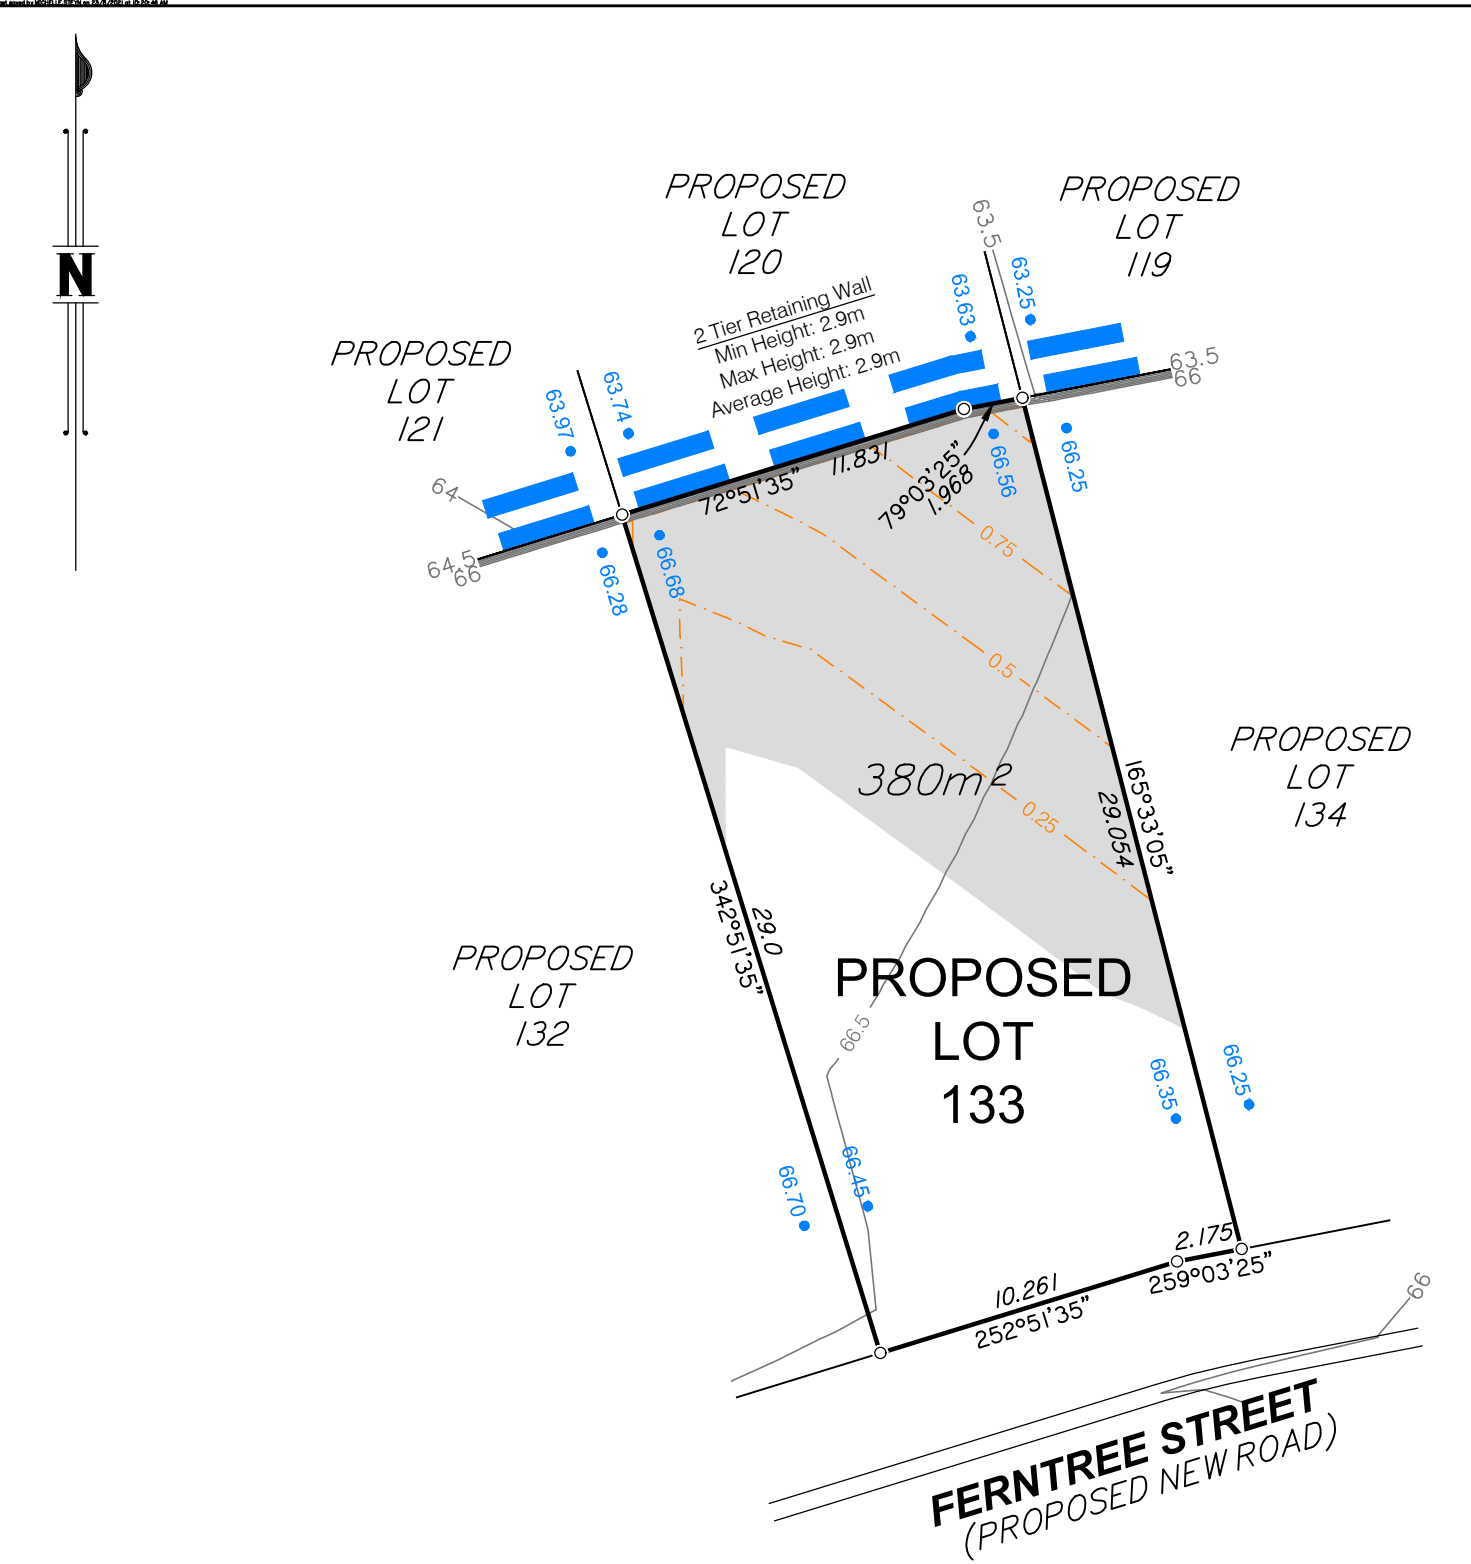 N
PROPOSED
LOT
120
PROPOSED
LOT
119
63.5
63.25
63.63
2 Tier Retaining Wall
Min Height: 2.9m
Max Height: 2.9m
Average Height: 2.9m
PROPOSED
LOT
121
63.5
66
63.74
63.97
64
64.5
66
11.831
72°51'35"
79°03'25"
1.968
66.56
66.25
66.68
66.28
0.75
0.5
0.25
380m²
PROPOSED
LOT
134
165°33'05"
29.054
342°51'35"
29.0
PROPOSED
LOT
132
PROPOSED
LOT
133
66.5
66.35
66.25
66.70
66.45
2.175
259°03'25"
10.261
252°51'35"
66
FERNTREE STREET
(PROPOSED NEW ROAD)